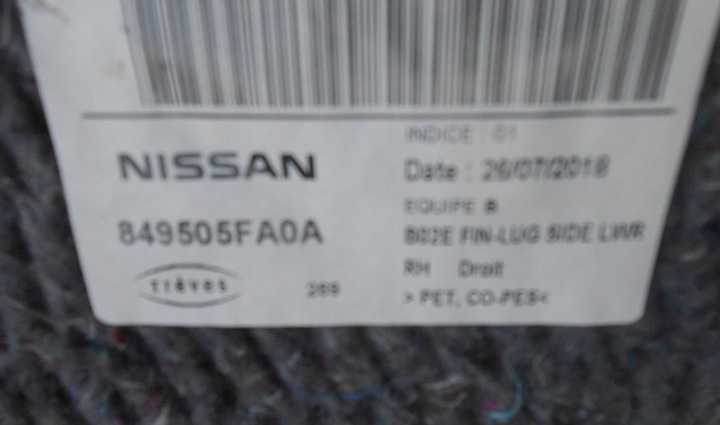 INDICE : 01
NISSAN
Date : 26/07/2018
EQUIPE B
849505FA0A
B02E FIN-LUG SIDE LWR
RH Droit
trèves
269
> PET, CO-PES<